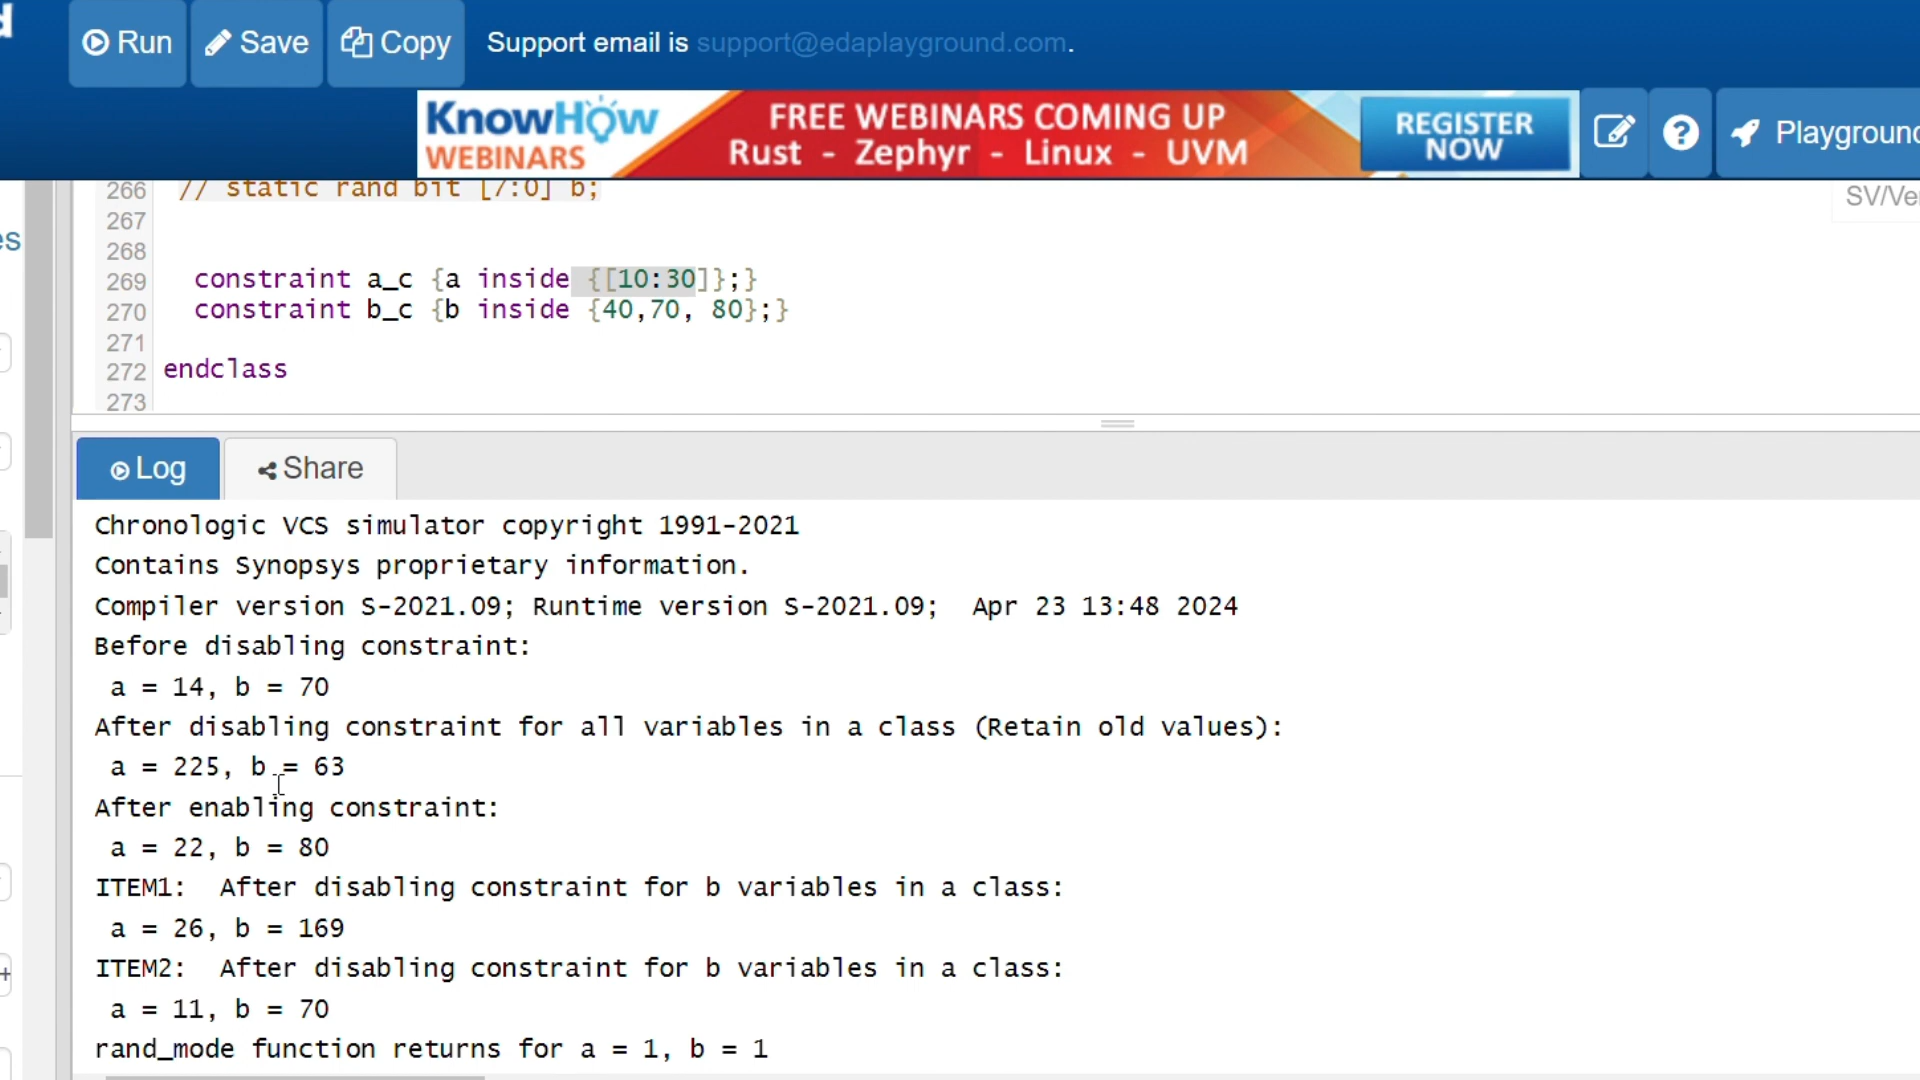 Run Save Copy Support email is support@edaplayground.com.
KnowHow
WEBINARS
FREE WEBINARS COMING UP
Rust - Zephyr - Linux - UVM
REGISTER
NOW
Playground
266 // static rand bit [7:0] b;
SV/Ve
267
268
269 constraint a_c {a inside {[10:30]};}
270 constraint b_c {b inside {40,70, 80};}
271
272 endclass
273
Log Share
Chronologic VCS simulator copyright 1991-2021
Contains Synopsys proprietary information.
Compiler version S-2021.09; Runtime version S-2021.09;  Apr 23 13:48 2024
Before disabling constraint:
a = 14, b = 70
After disabling constraint for all variables in a class (Retain old values):
a = 225, b = 63
After enabling constraint:
a = 22, b = 80
ITEM1:  After disabling constraint for b variables in a class:
a = 26, b = 169
ITEM2:  After disabling constraint for b variables in a class:
a = 11, b = 70
rand_mode function returns for a = 1, b = 1